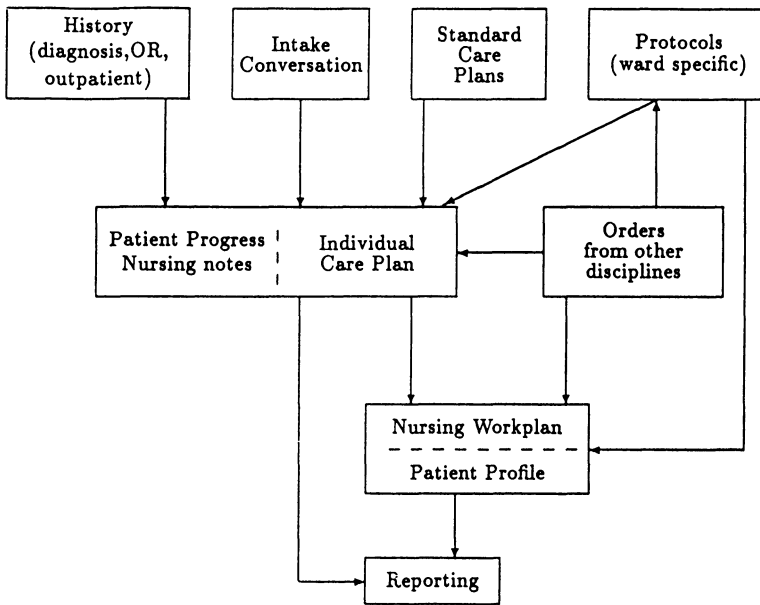 History
(diagnosis,OR,
outpatient)
Intake
Conversation
Standard
Care
Plans
Protocols
(ward specific)
Patient Progress
Nursing notes
Individual
Care Plan
Orders
from other
disciplines
Nursing Workplan
Patient Profile
Reporting